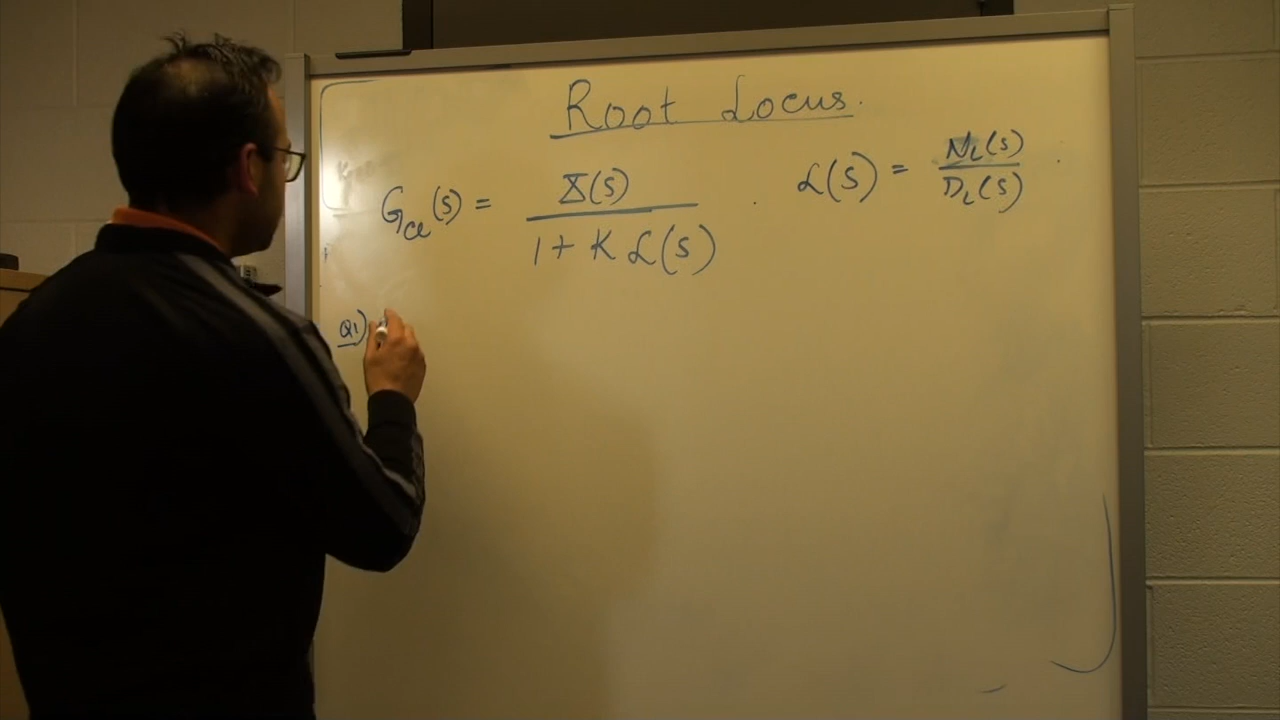 Root Locus.
G_cl(s) = X(s) / 1 + K L(s) . L(s) = N_L(s) / D_L(s) .
Q1)